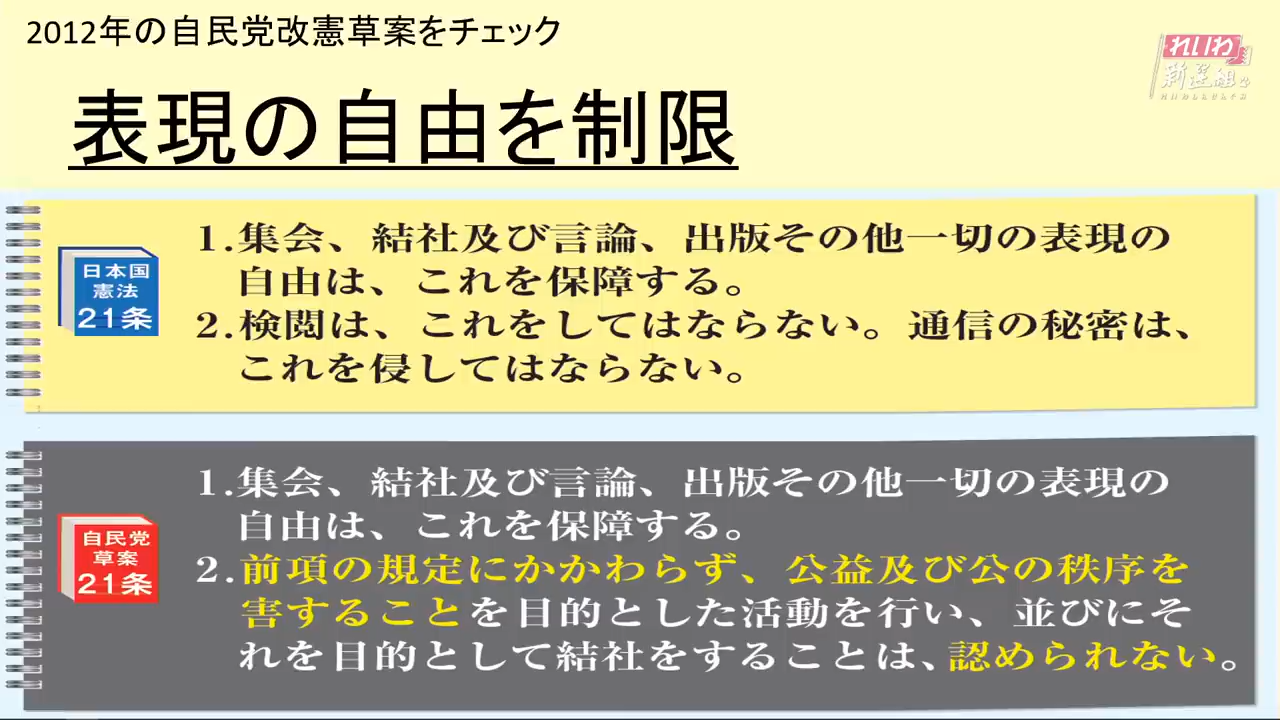 2012年の自民党改憲草案をチェック
れいわ
新選組
表現の自由を制限
日本国
憲法
21条
1.集会、結社及び言論、出版その他一切の表現の
自由は、これを保障する。
2.検閲は、これをしてはならない。通信の秘密は、
これを侵してはならない。
自民党
草案
21条
1.集会、結社及び言論、出版その他一切の表現の
自由は、これを保障する。
2.前項の規定にかかわらず、公益及び公の秩序を
害することを目的とした活動を行い、並びにそ
れを目的として結社をすることは、認められない。